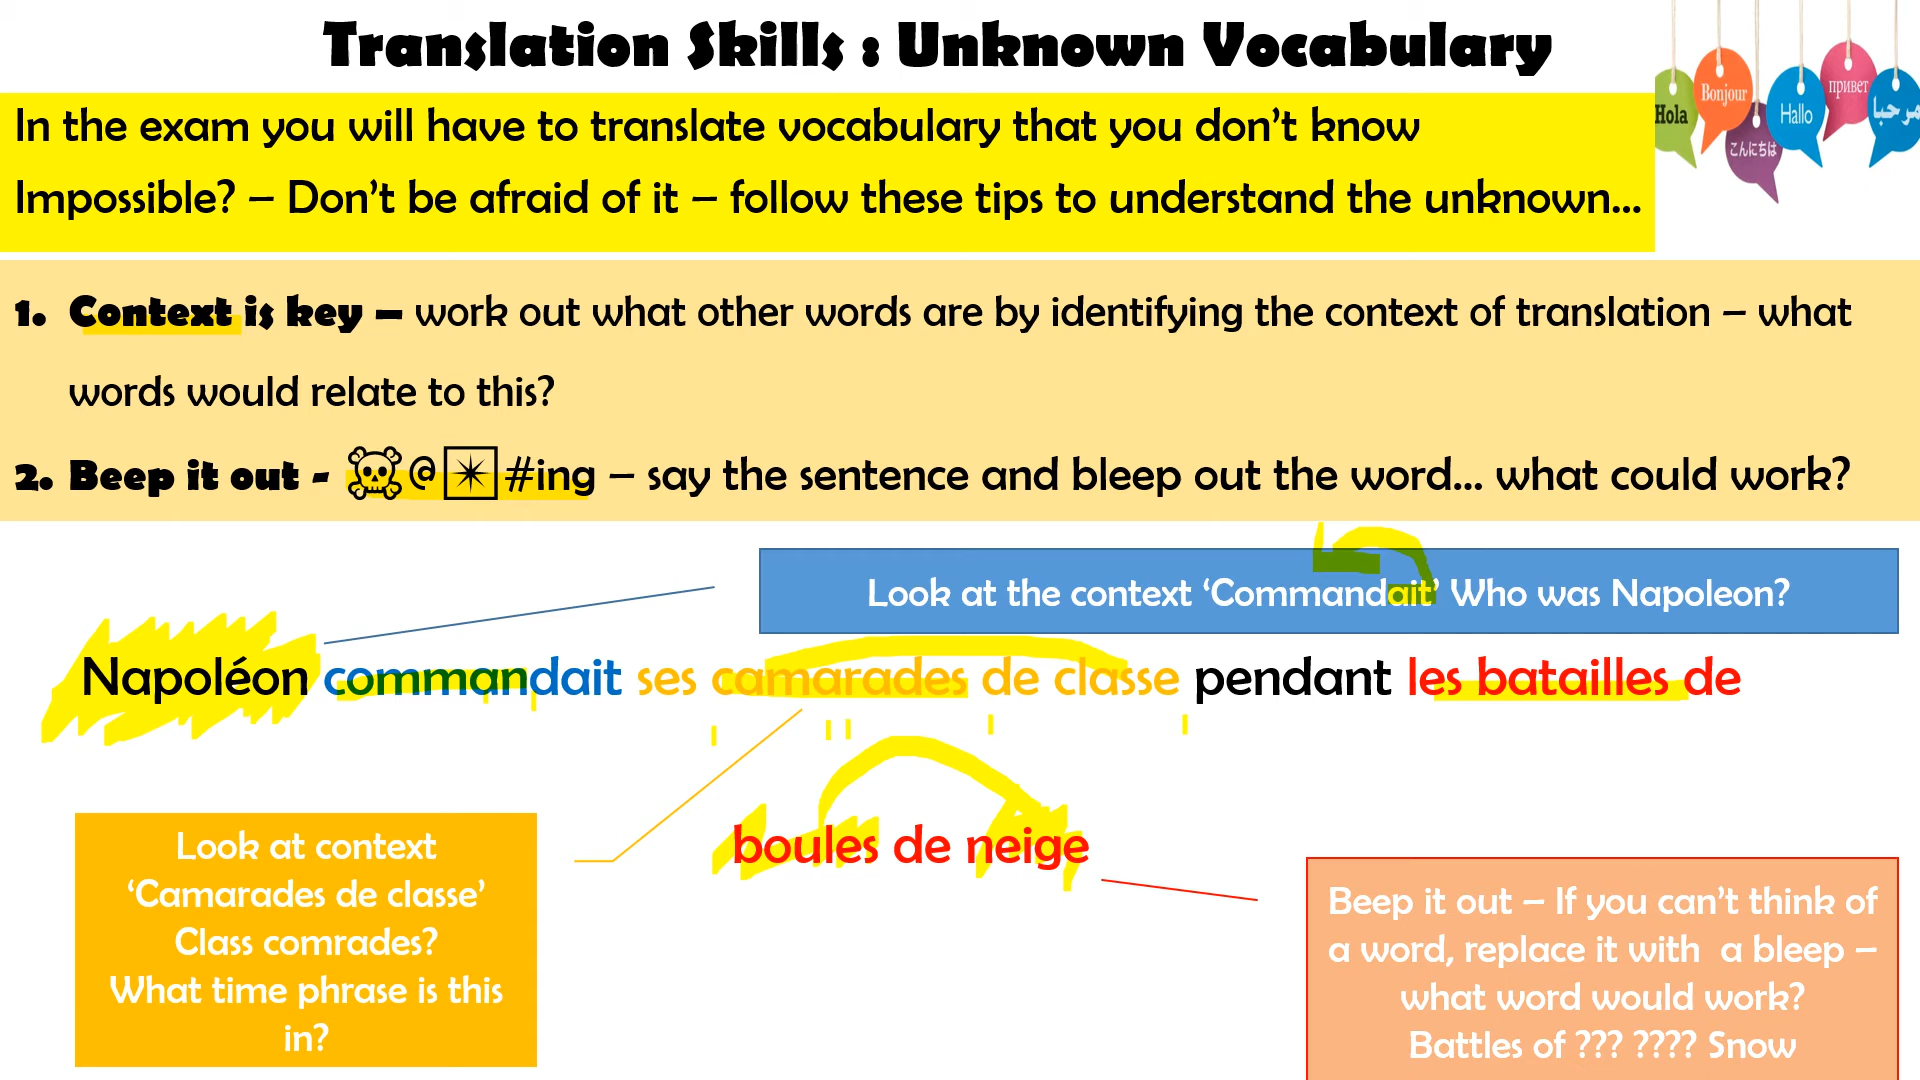 Translation Skills : Unknown Vocabulary
Hola
Bonjour
こんにちは
Hallo
привет
مرحبا
In the exam you will have to translate vocabulary that you don't know
Impossible? – Don't be afraid of it – follow these tips to understand the unknown...
1. Context is key – work out what other words are by identifying the context of translation – what
words would relate to this?
2. Beep it out - ☠@✴#ing – say the sentence and bleep out the word... what could work?
Look at the context ‘Commandait’ Who was Napoleon?
Napoléon commandait ses camarades de classe pendant les batailles de
boules de neige
Look at context
‘Camarades de classe’
Class comrades?
What time phrase is this
in?
Beep it out – If you can't think of
a word, replace it with a bleep –
what word would work?
Battles of ??? ???? Snow